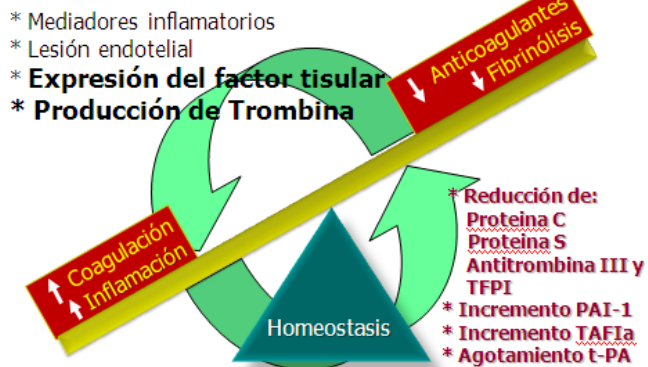 * Mediadores inflamatorios
* Lesión endotelial
* Expresión del factor tisular
* Producción de Trombina
↓ Anticoagulantes
↓ Fibrinólisis
* Reducción de:
Proteina C
Proteina S
Antitrombina III y
TFPI
* Incremento PAI-1
* Incremento TAFIa
* Agotamiento t-PA
↑ Coagulación
↑ Inflamación
Homeostasis